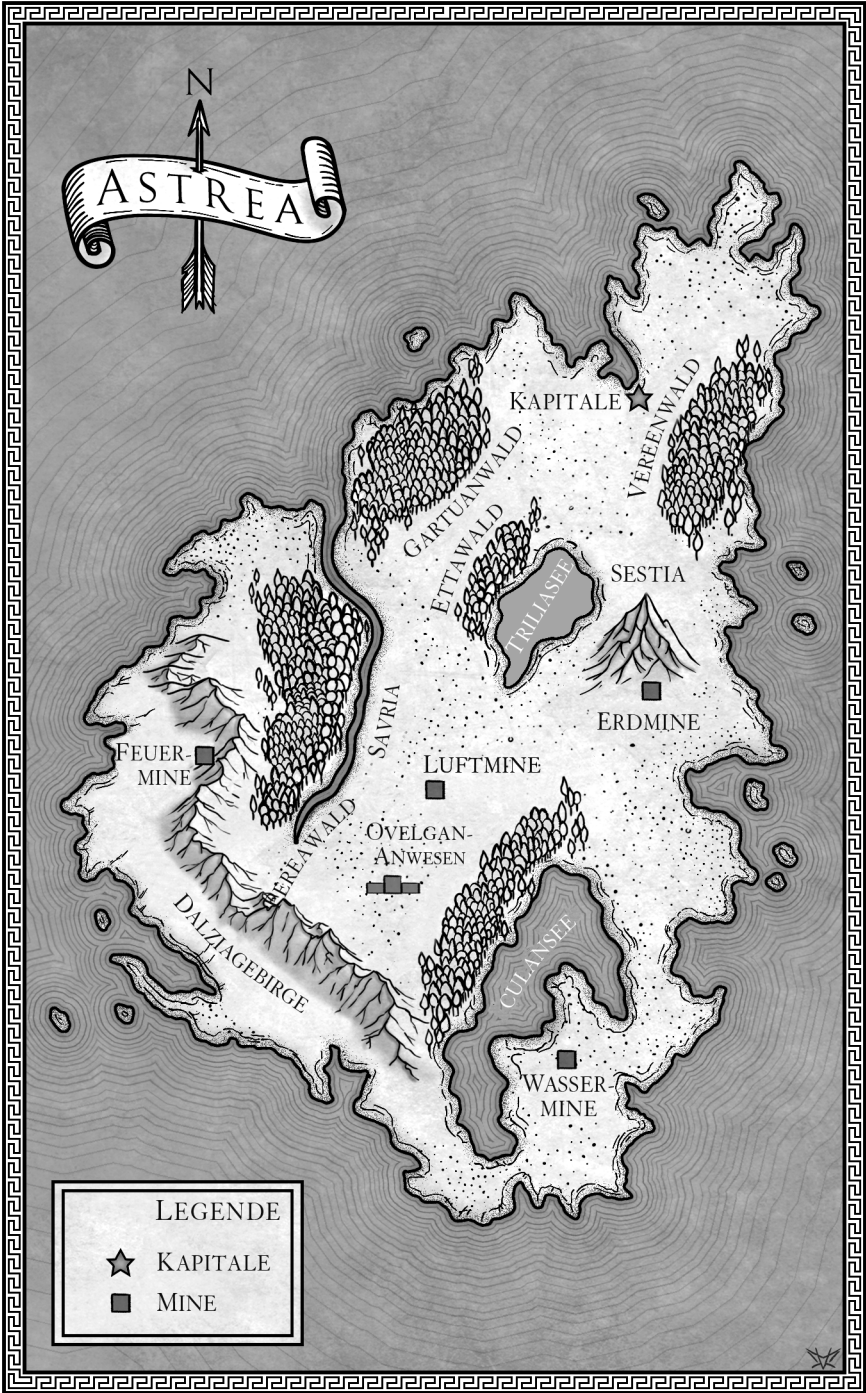 N
ASTREA
KAPITALE
VEREENWALD
GARTUANWALD
ETTAWALD
TRILIASEE
SESTIA
ERDMINE
SAVRIA
FEUER-
MINE
LUFTMINE
OVELGAN-
ANWESEN
DALZIAGEBIRGE
CULANSEE
WASSER-
MINE
LEGENDE
KAPITALE
MINE